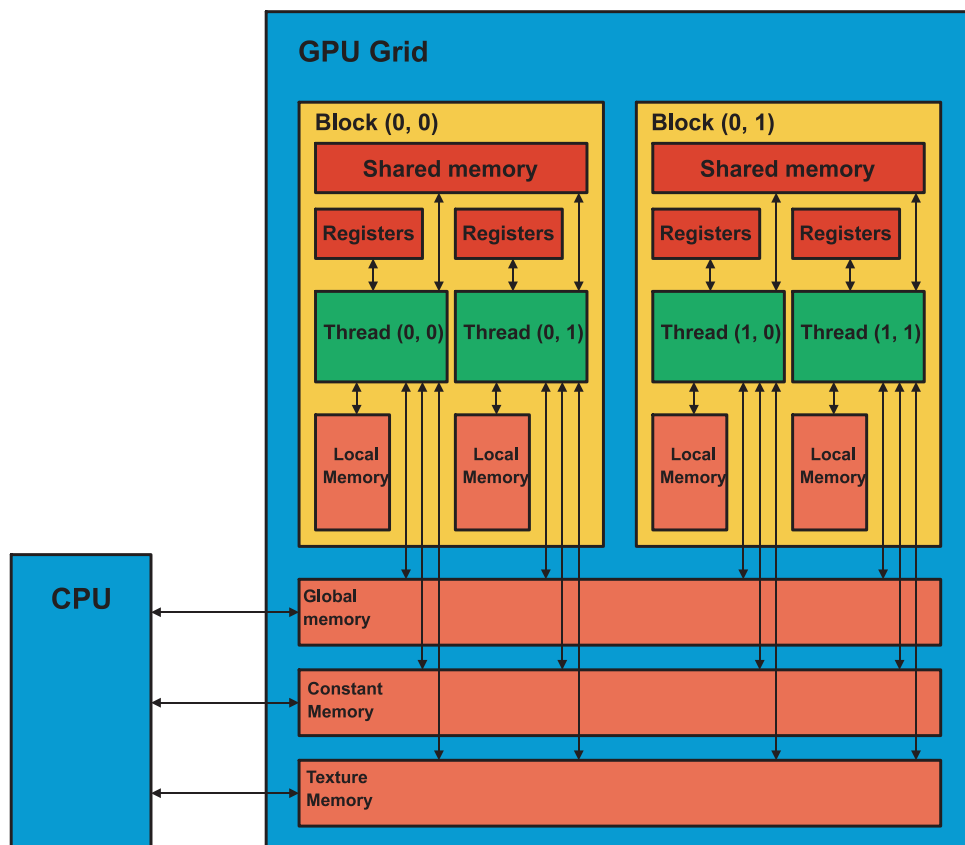 GPU Grid
Block (0, 0)
Shared memory
Registers
Registers
Thread (0, 0)
Thread (0, 1)
Local
Memory
Local
Memory
Block (0, 1)
Shared memory
Registers
Registers
Thread (1, 0)
Thread (1, 1)
Local
Memory
Local
Memory
CPU
Global
memory
Constant
Memory
Texture
Memory